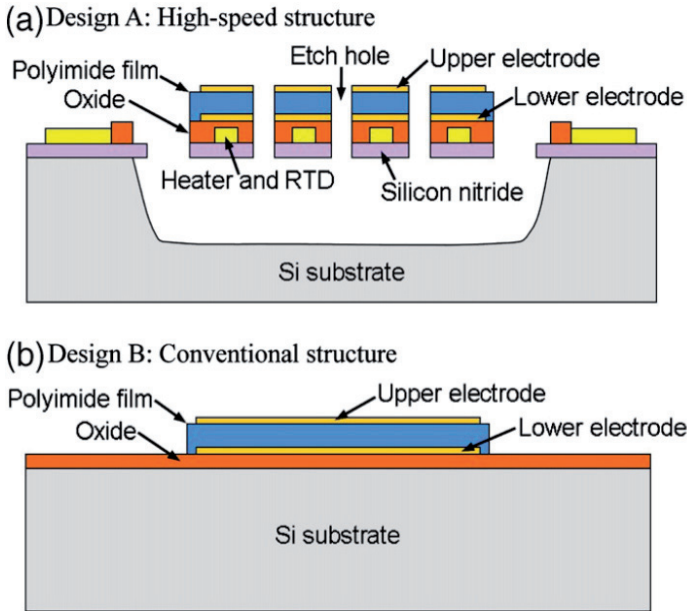 (a) Design A: High-speed structure
Etch hole
Upper electrode
Polyimide film
Lower electrode
Oxide
Heater and RTD
Silicon nitride
Si substrate
(b) Design B: Conventional structure
Upper electrode
Polyimide film
Oxide
Lower electrode
Si substrate